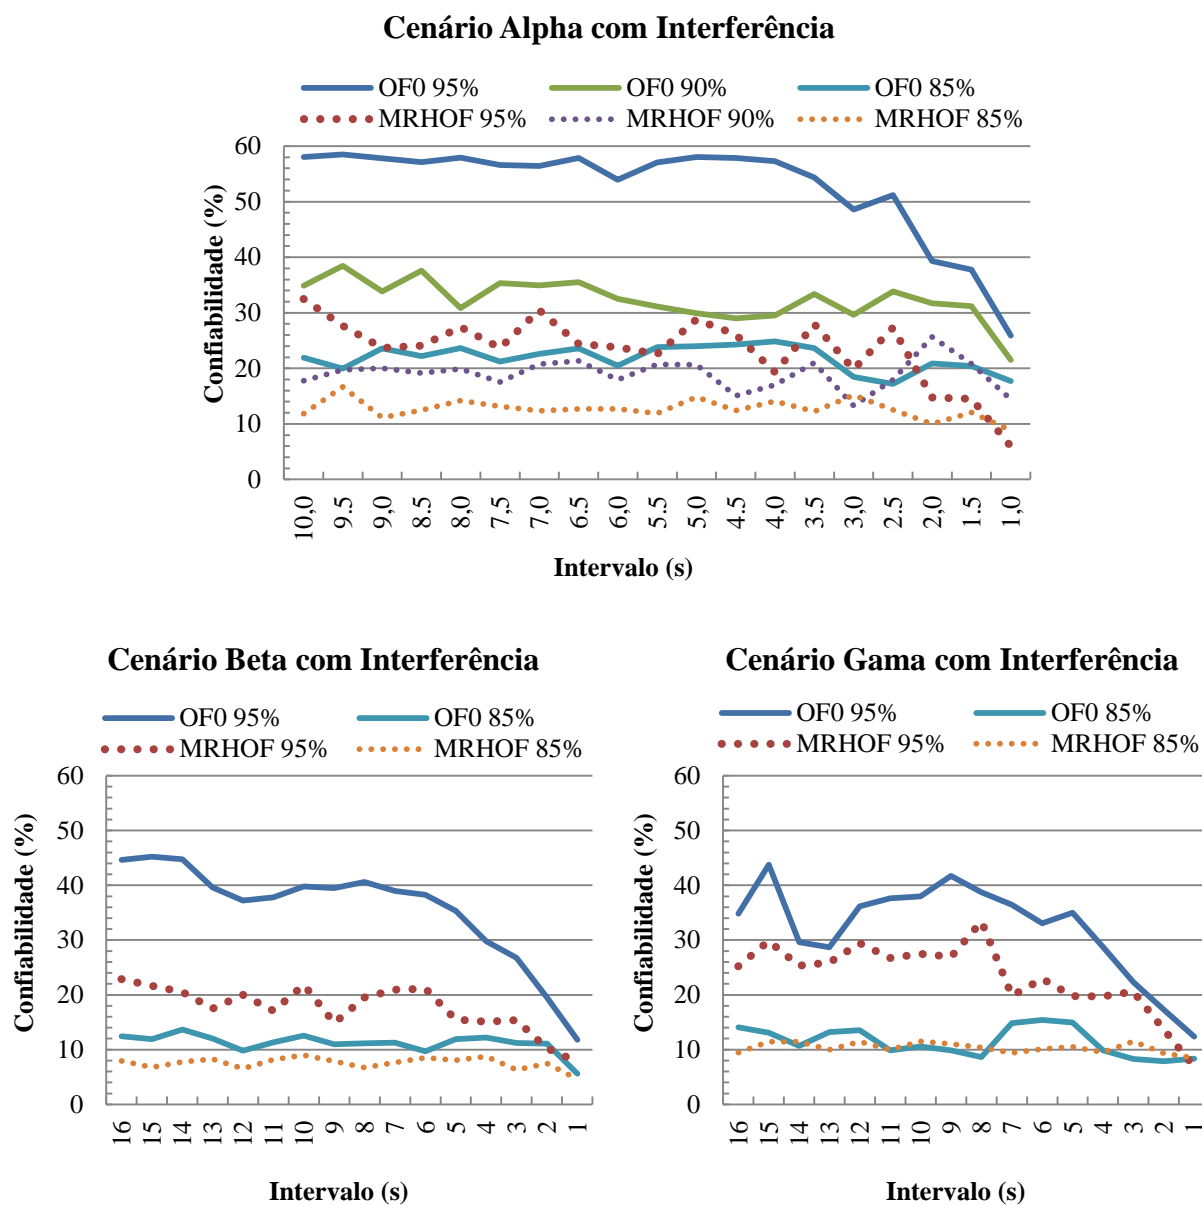 Cenário Alpha com Interferência
OF0 95% OF0 90% OF0 85%
MRHOF 95% MRHOF 90% MRHOF 85%
Confiabilidade (%)
60
50
40
30
20
10
0
10,0 9.5 9,0 8.5 8,0 7,5 7,0 6.5 6,0 5.5 5,0 4.5 4,0 3.5 3,0 2.5 2,0 1.5 1,0
Intervalo (s)
Cenário Beta com Interferência
OF0 95% OF0 85%
MRHOF 95% MRHOF 85%
Confiabilidade (%)
60
50
40
30
20
10
0
16 15 14 13 12 11 10 9 8 7 6 5 4 3 2 1
Intervalo (s)
Cenário Gama com Interferência
OF0 95% OF0 85%
MRHOF 95% MRHOF 85%
Confiabilidade (%)
60
50
40
30
20
10
0
16 15 14 13 12 11 10 9 8 7 6 5 4 3 2 1
Intervalo (s)